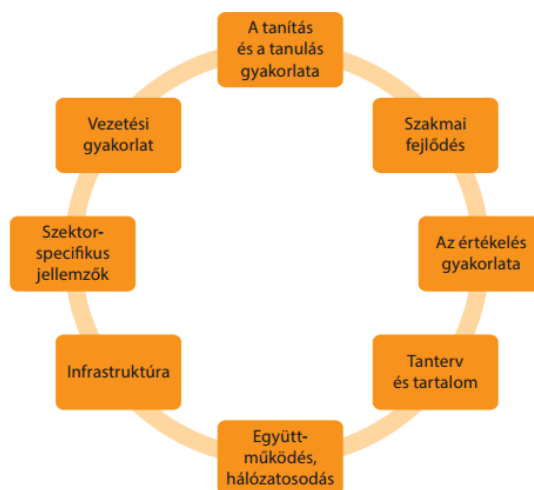 A tanítás
és a tanulás
gyakorlata
Szakmai
fejlődés
Az értékelés
gyakorlata
Tanterv
és tartalom
Együtt-
működés,
hálózatosodás
Infrastruktúra
Szektor-
specifikus
jellemzők
Vezetési
gyakorlat